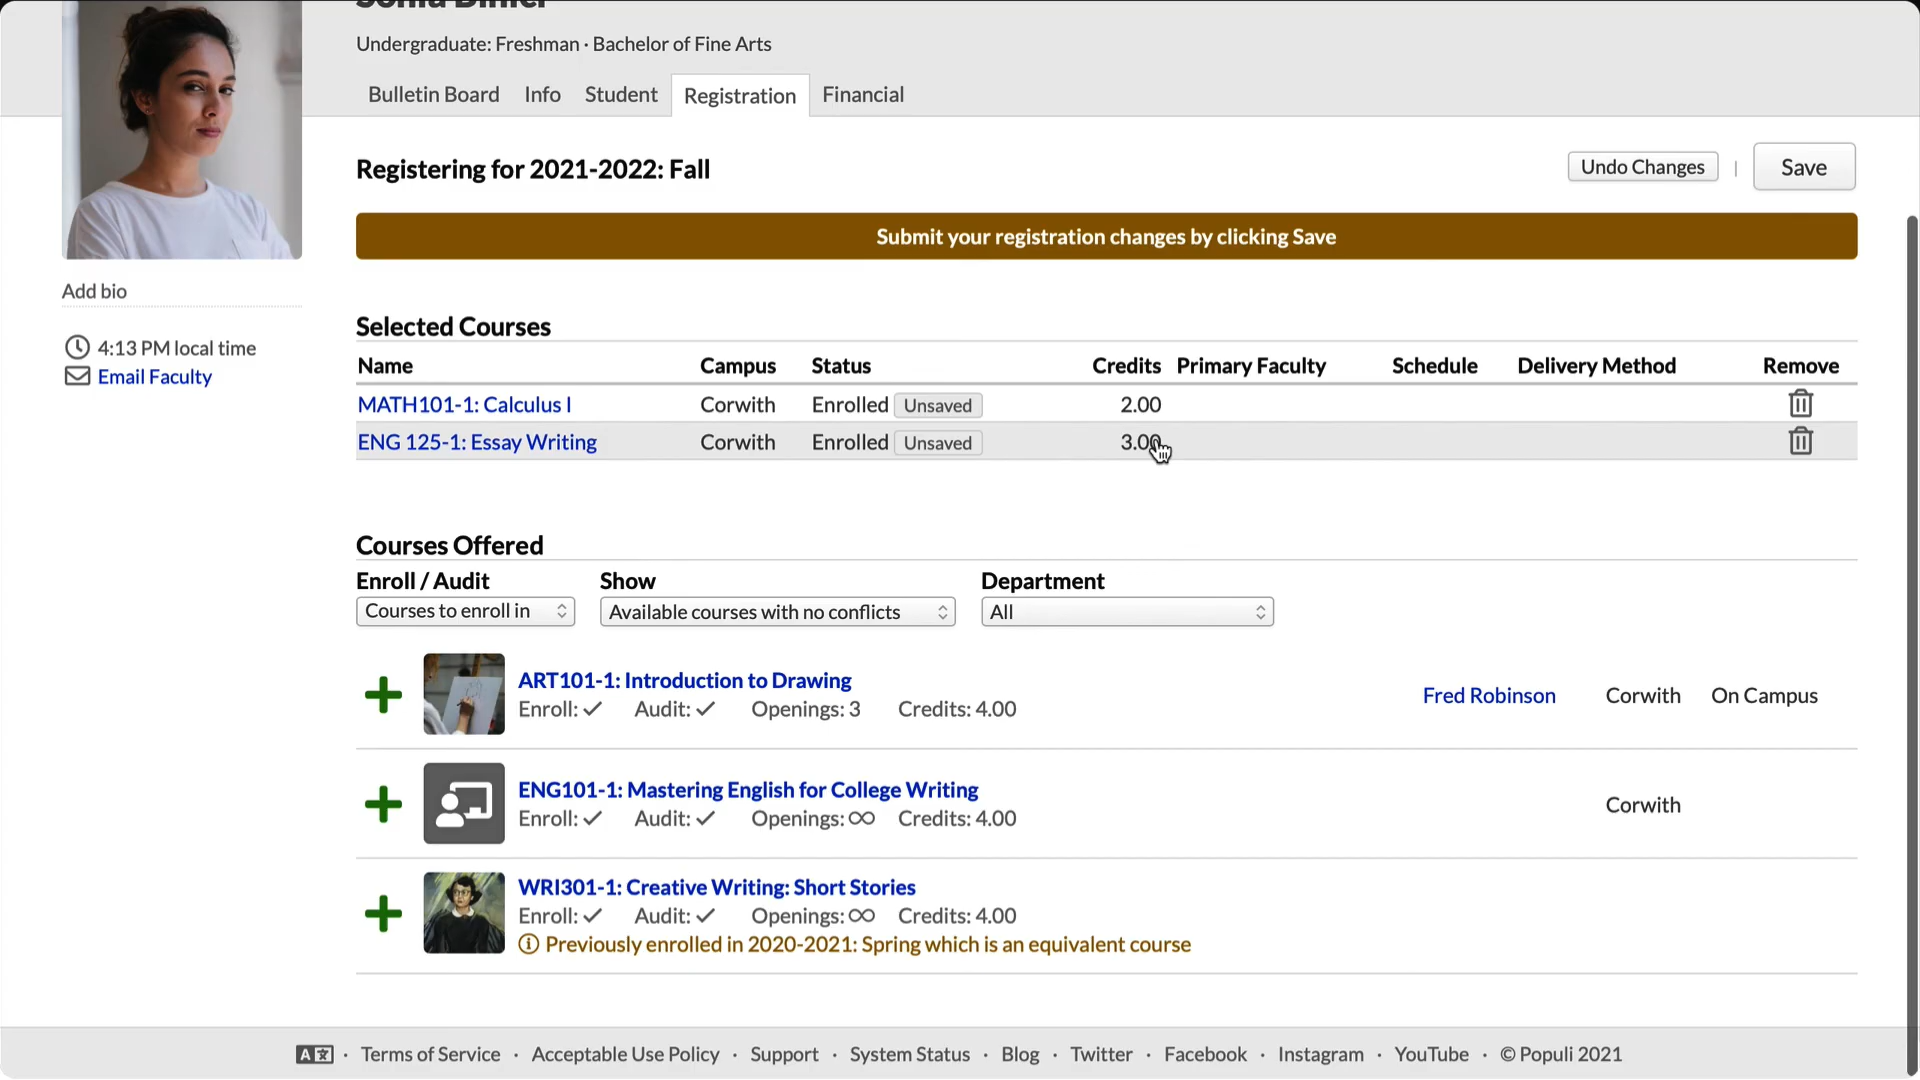 Undergraduate: Freshman · Bachelor of Fine Arts
Bulletin Board Info Student Registration Financial
Registering for 2021-2022: Fall
Undo Changes | Save
Submit your registration changes by clicking Save
Add bio
4:13 PM local time
Email Faculty
Selected Courses
Name Campus Status Credits Primary Faculty Schedule Delivery Method Remove
MATH101-1: Calculus I Corwith Enrolled Unsaved 2.00
ENG 125-1: Essay Writing Corwith Enrolled Unsaved 3.00
Courses Offered
Enroll / Audit Show Department
Courses to enroll in Available courses with no conflicts All
ART101-1: Introduction to Drawing
Enroll: ✓ Audit: ✓ Openings: 3 Credits: 4.00
Fred Robinson Corwith On Campus
ENG101-1: Mastering English for College Writing
Enroll: ✓ Audit: ✓ Openings: ∞ Credits: 4.00
Corwith
WRI301-1: Creative Writing: Short Stories
Enroll: ✓ Audit: ✓ Openings: ∞ Credits: 4.00
Previously enrolled in 2020-2021: Spring which is an equivalent course
A · Terms of Service · Acceptable Use Policy · Support · System Status · Blog · Twitter · Facebook · Instagram · YouTube · © Populi 2021